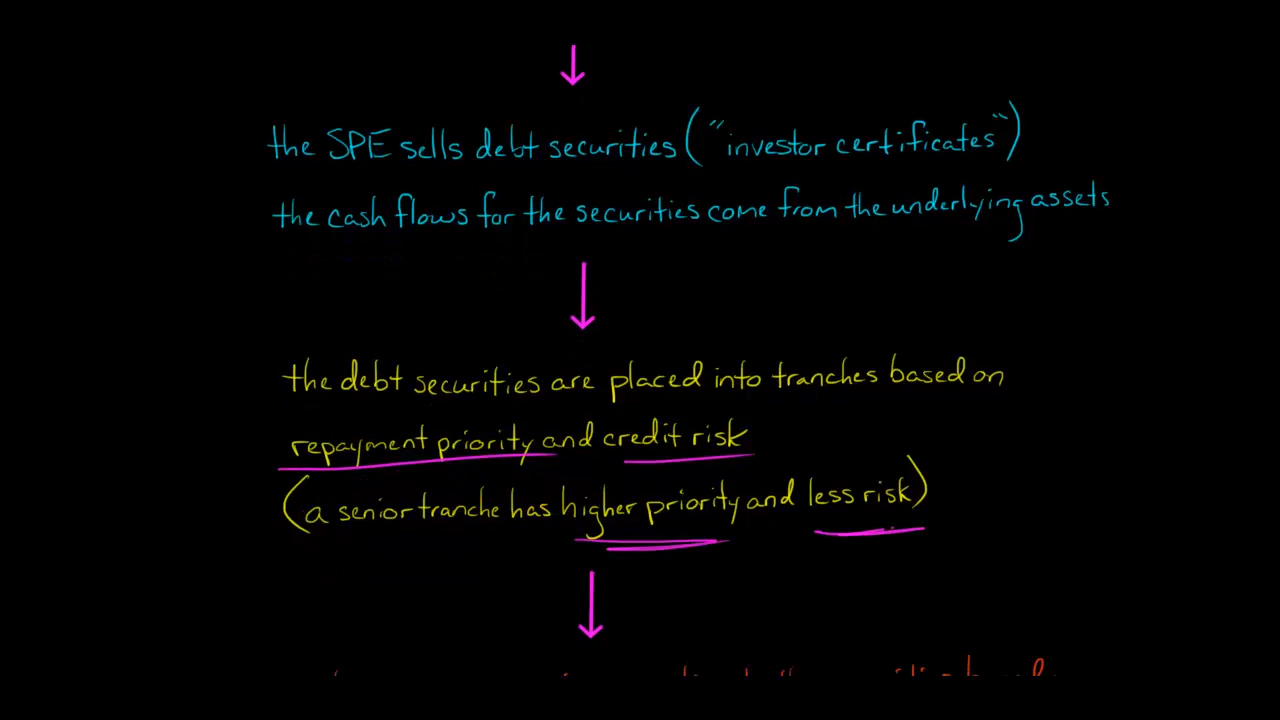 the SPE sells debt securities ("investor certificates")
the cash flows for the securities come from the underlying assets
the debt securities are placed into tranches based on
repayment priority and credit risk
(a senior tranche has higher priority and less risk)